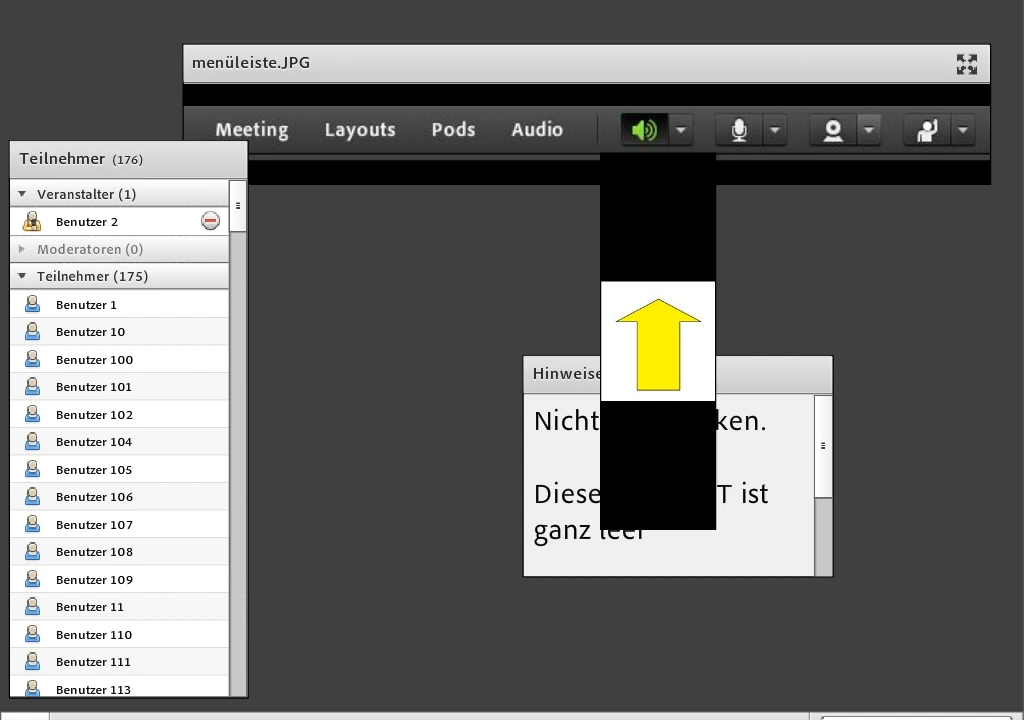 menüleiste.JPG
Meeting Layouts Pods Audio
Teilnehmer (176)
Veranstalter (1)
Benutzer 2
Moderatoren (0)
Teilnehmer (175)
Benutzer 1
Benutzer 10
Benutzer 100
Benutzer 101
Benutzer 102
Benutzer 104
Benutzer 105
Benutzer 106
Benutzer 107
Benutzer 108
Benutzer 109
Benutzer 11
Benutzer 110
Benutzer 111
Benutzer 113
Hinweise
Nicht ken.
Diese T ist
ganz leer